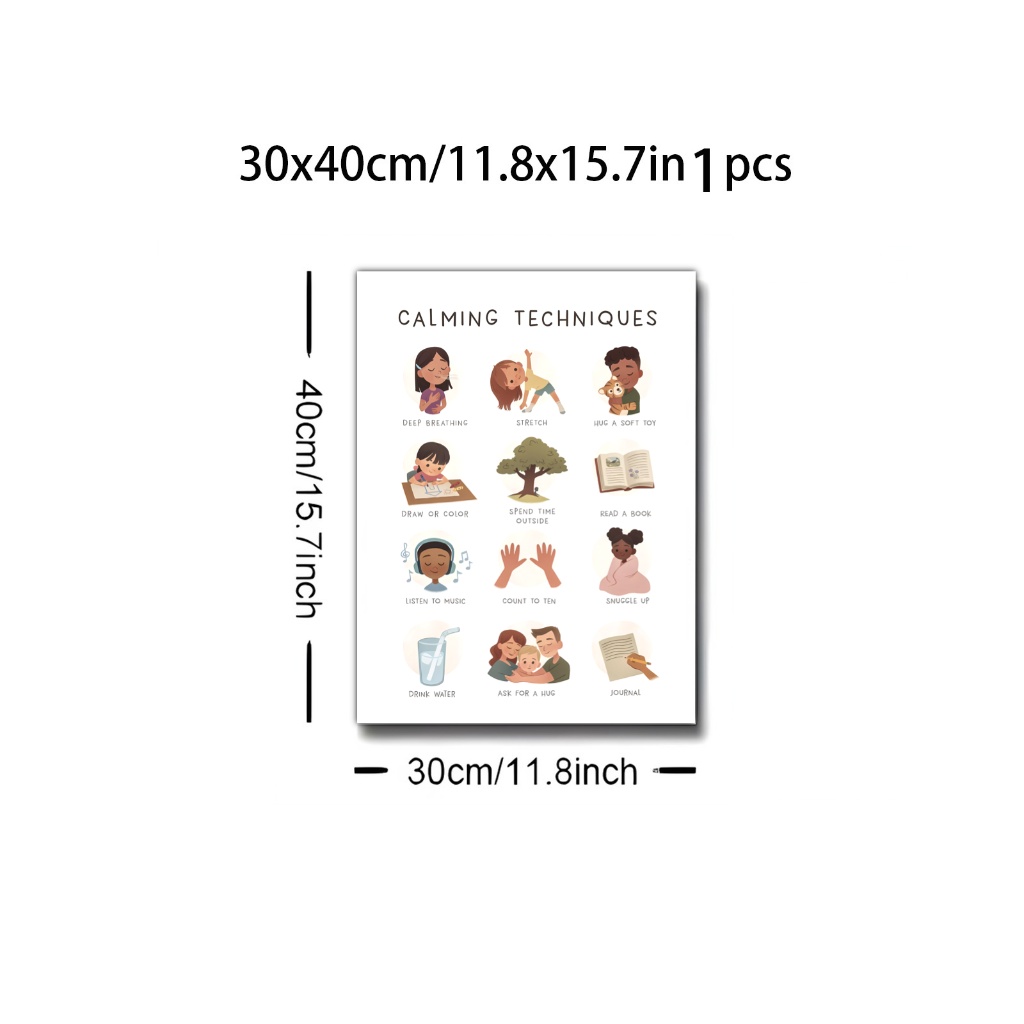 30x40cm/11.8x15.7in1pcs
40cm/15.7inch
CALMING TECHNIQUES
DEEP BREATHING
STRETCH
HUG A SOFT TOY
DRAW OR COLOR
SPEND TIME
OUTSIDE
READ A BOOK
LISTEN TO MUSIC
COUNT TO TEN
SNUGGLE UP
DRINK WATER
ASK FOR A HUG
JOURNAL
30cm/11.8inch